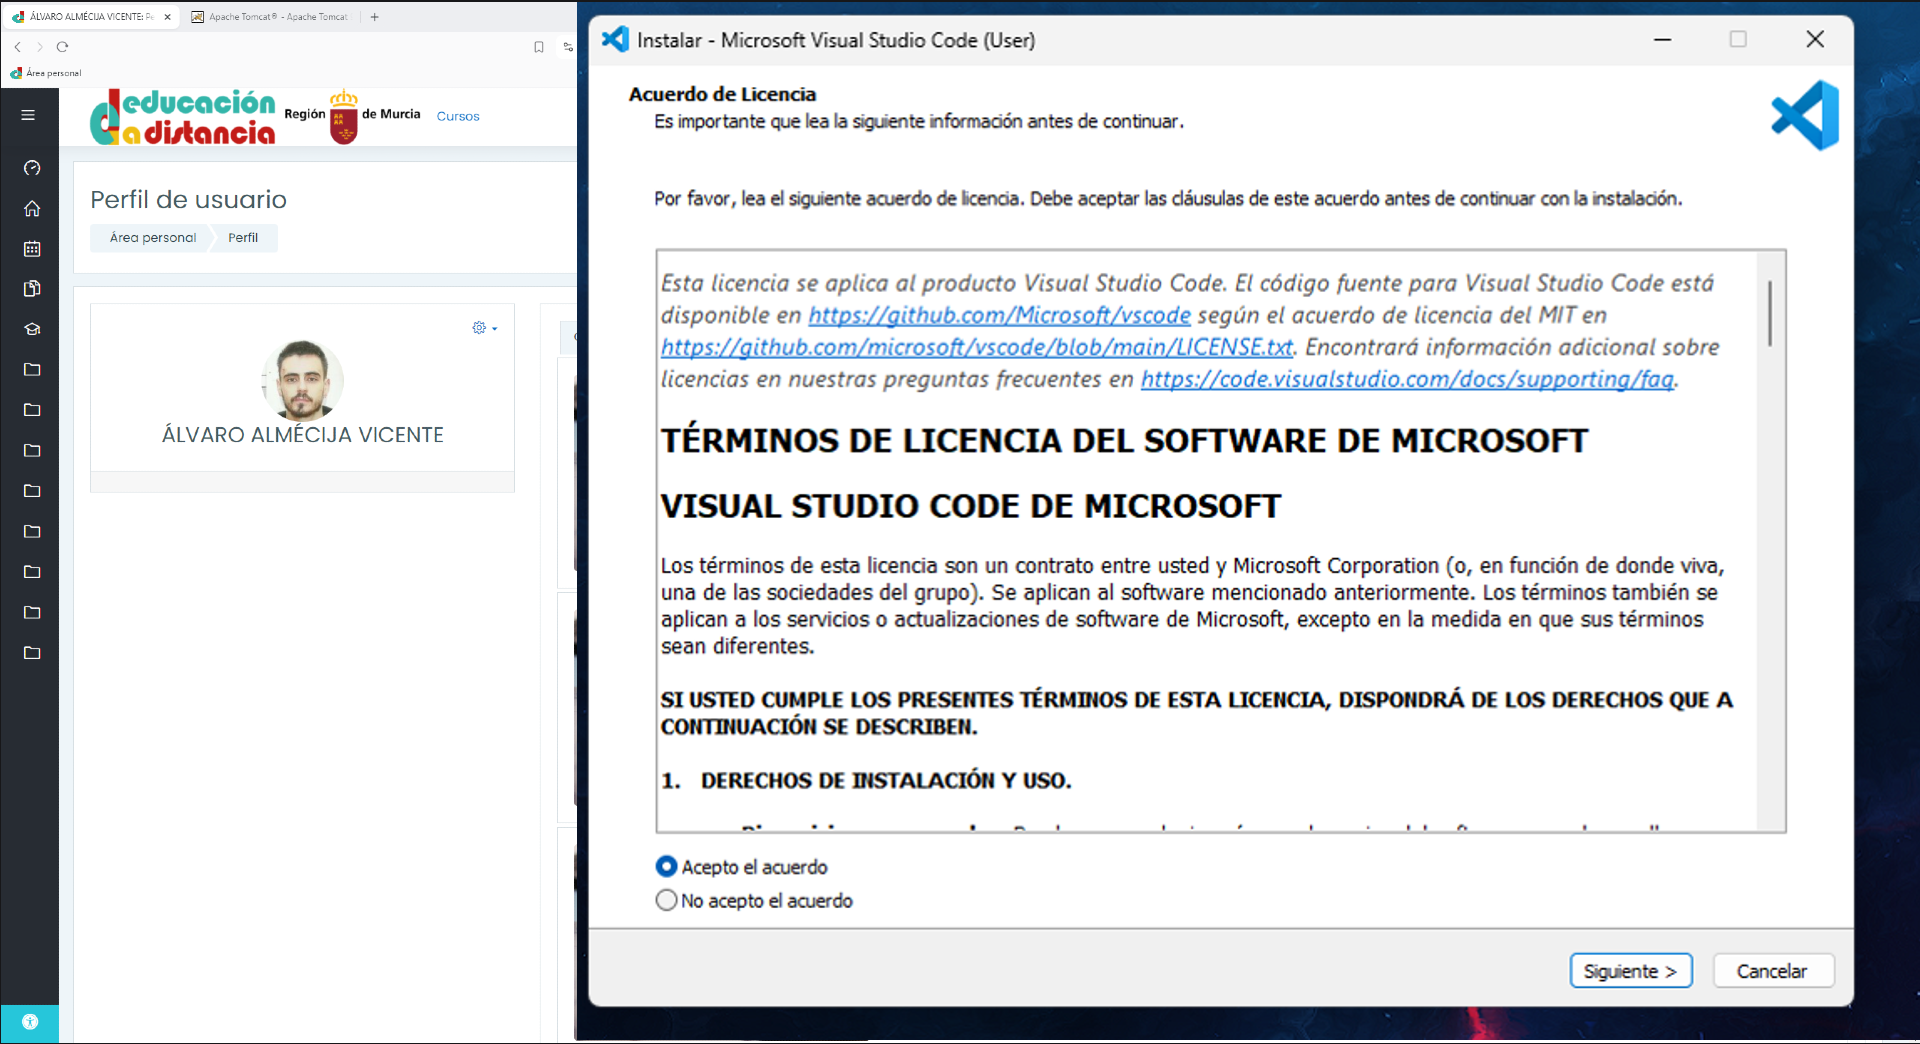 ÁLVARO ALMÉCIJA VICENTE: Pe
Apache Tomcat® - Apache Tomcat
Área personal
educación
a distancia
Región de Murcia
Cursos
Perfil de usuario
Área personal
Perfil
ÁLVARO ALMÉCIJA VICENTE
Instalar - Microsoft Visual Studio Code (User)
Acuerdo de Licencia
Es importante que lea la siguiente información antes de continuar.
Por favor, lea el siguiente acuerdo de licencia. Debe aceptar las cláusulas de este acuerdo antes de continuar con la instalación.
Esta licencia se aplica al producto Visual Studio Code. El código fuente para Visual Studio Code está
disponible en https://github.com/Microsoft/vscode según el acuerdo de licencia del MIT en
https://github.com/microsoft/vscode/blob/main/LICENSE.txt. Encontrará información adicional sobre
licencias en nuestras preguntas frecuentes en https://code.visualstudio.com/docs/supporting/faq.
TÉRMINOS DE LICENCIA DEL SOFTWARE DE MICROSOFT
VISUAL STUDIO CODE DE MICROSOFT
Los términos de esta licencia son un contrato entre usted y Microsoft Corporation (o, en función de donde viva,
una de las sociedades del grupo). Se aplican al software mencionado anteriormente. Los términos también se
aplican a los servicios o actualizaciones de software de Microsoft, excepto en la medida en que sus términos
sean diferentes.
SI USTED CUMPLE LOS PRESENTES TÉRMINOS DE ESTA LICENCIA, DISPONDRÁ DE LOS DERECHOS QUE A
CONTINUACIÓN SE DESCRIBEN.
1. DERECHOS DE INSTALACIÓN Y USO.
Acepto el acuerdo
No acepto el acuerdo
Siguiente >
Cancelar